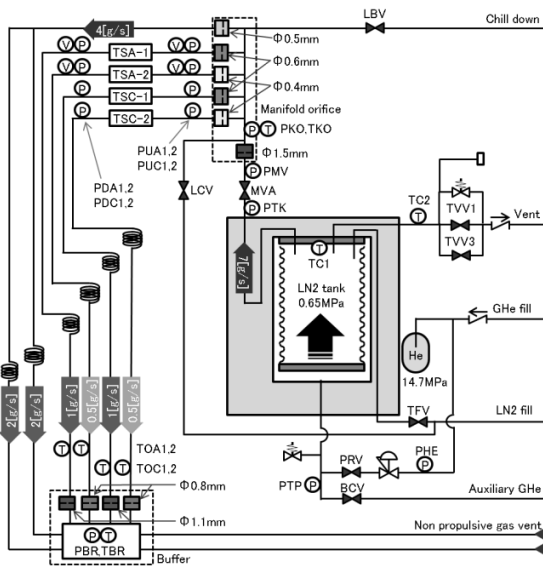 LBV
Chill down
4[g/s]
Φ0.5mm
V P
TSA-1
V P
Φ0.6mm
V P
TSA-2
V P
Φ0.4mm
P
TSC-1
P
P
TSC-2
P
Manifold orifice
P T PKO,TKO
PUA1,2
PUC1,2
Φ1.5mm
PDA1,2
PDC1,2
P PMV
LCV
MVA
P PTK
TC2
T
TVV1
Vent
TVV3
T
TC1
7[g/s]
LN2 tank
0.65MPa
GHe fill
He
14.7MPa
2[g/s]
2[g/s]
1[g/s]
0.5[g/s]
1[g/s]
0.5[g/s]
TFV
LN2 fill
T T
T T
TOA1,2
TOC1,2
PRV
PHE
P
Φ0.8mm
PTP P
BCV
Auxiliary GHe
Φ1.1mm
Non propulsive gas vent
P T
PBR,TBR
Buffer